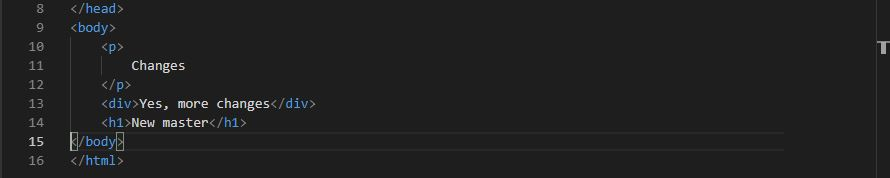 8 </head>
9 <body>
10 <p>
11 Changes
12 </p>
13 <div>Yes, more changes</div>
14 <h1>New master</h1>
15 </body>
16 </html>